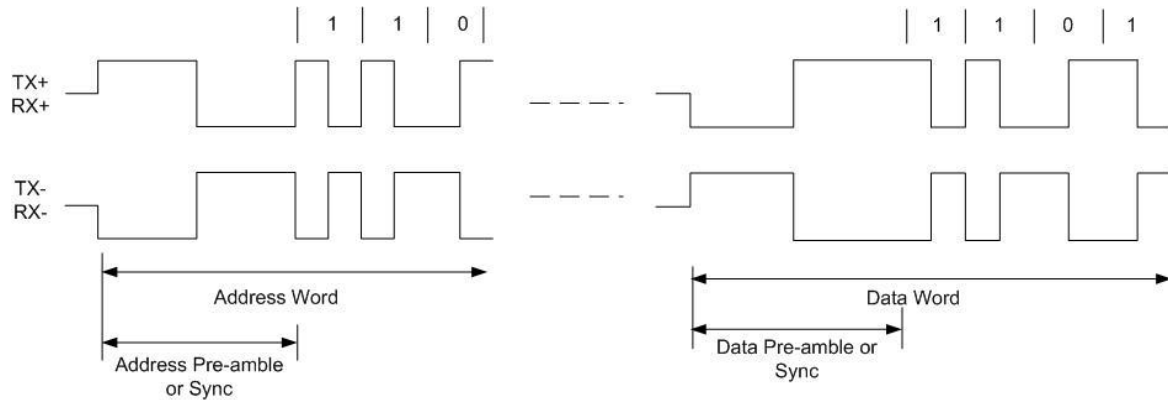 1 1 0
1 1 0 1
TX+
RX+
TX-
RX-
Address Word
Data Word
Address Pre-amble
or Sync
Data Pre-amble or
Sync